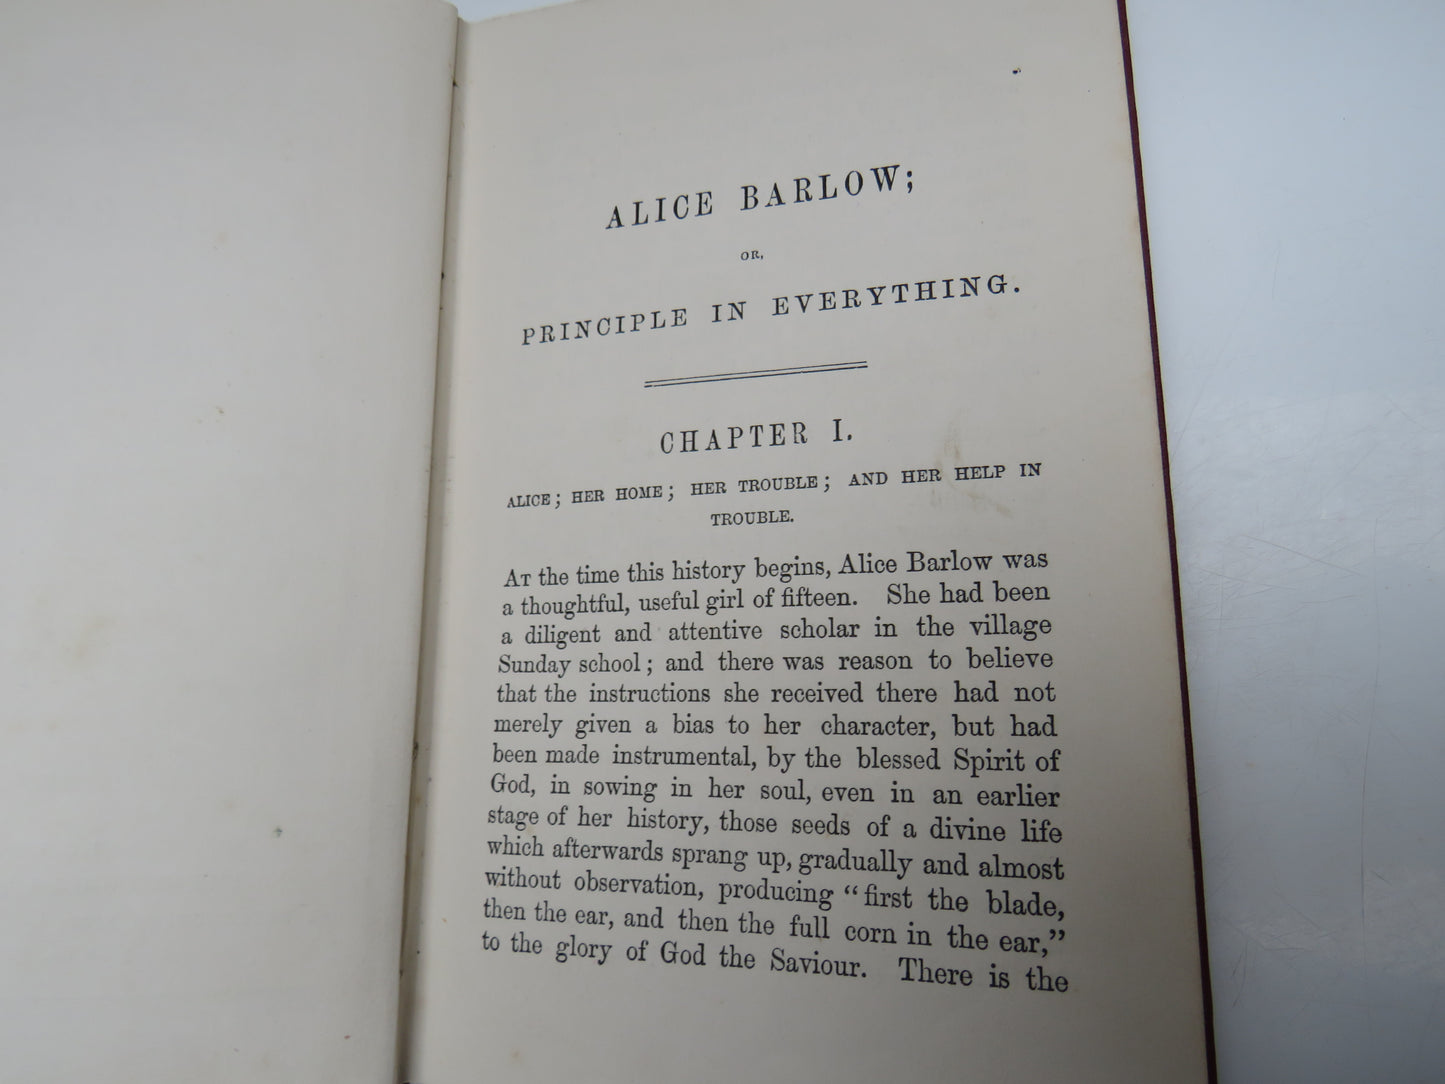 ALICE BARLOW;
OR,
PRINCIPLE IN EVERYTHING.
CHAPTER I.
ALICE; HER HOME; HER TROUBLE; AND HER HELP IN
TROUBLE.
AT the time this history begins, Alice Barlow was
a thoughtful, useful girl of fifteen. She had been
a diligent and attentive scholar in the village
Sunday school; and there was reason to believe
that the instructions she received there had not
merely given a bias to her character, but had
been made instrumental, by the blessed Spirit of
God, in sowing in her soul, even in an earlier
stage of her history, those seeds of a divine life
which afterwards sprang up, gradually and almost
without observation, producing “first the blade,
then the ear, and then the full corn in the ear,”
to the glory of God the Saviour. There is the